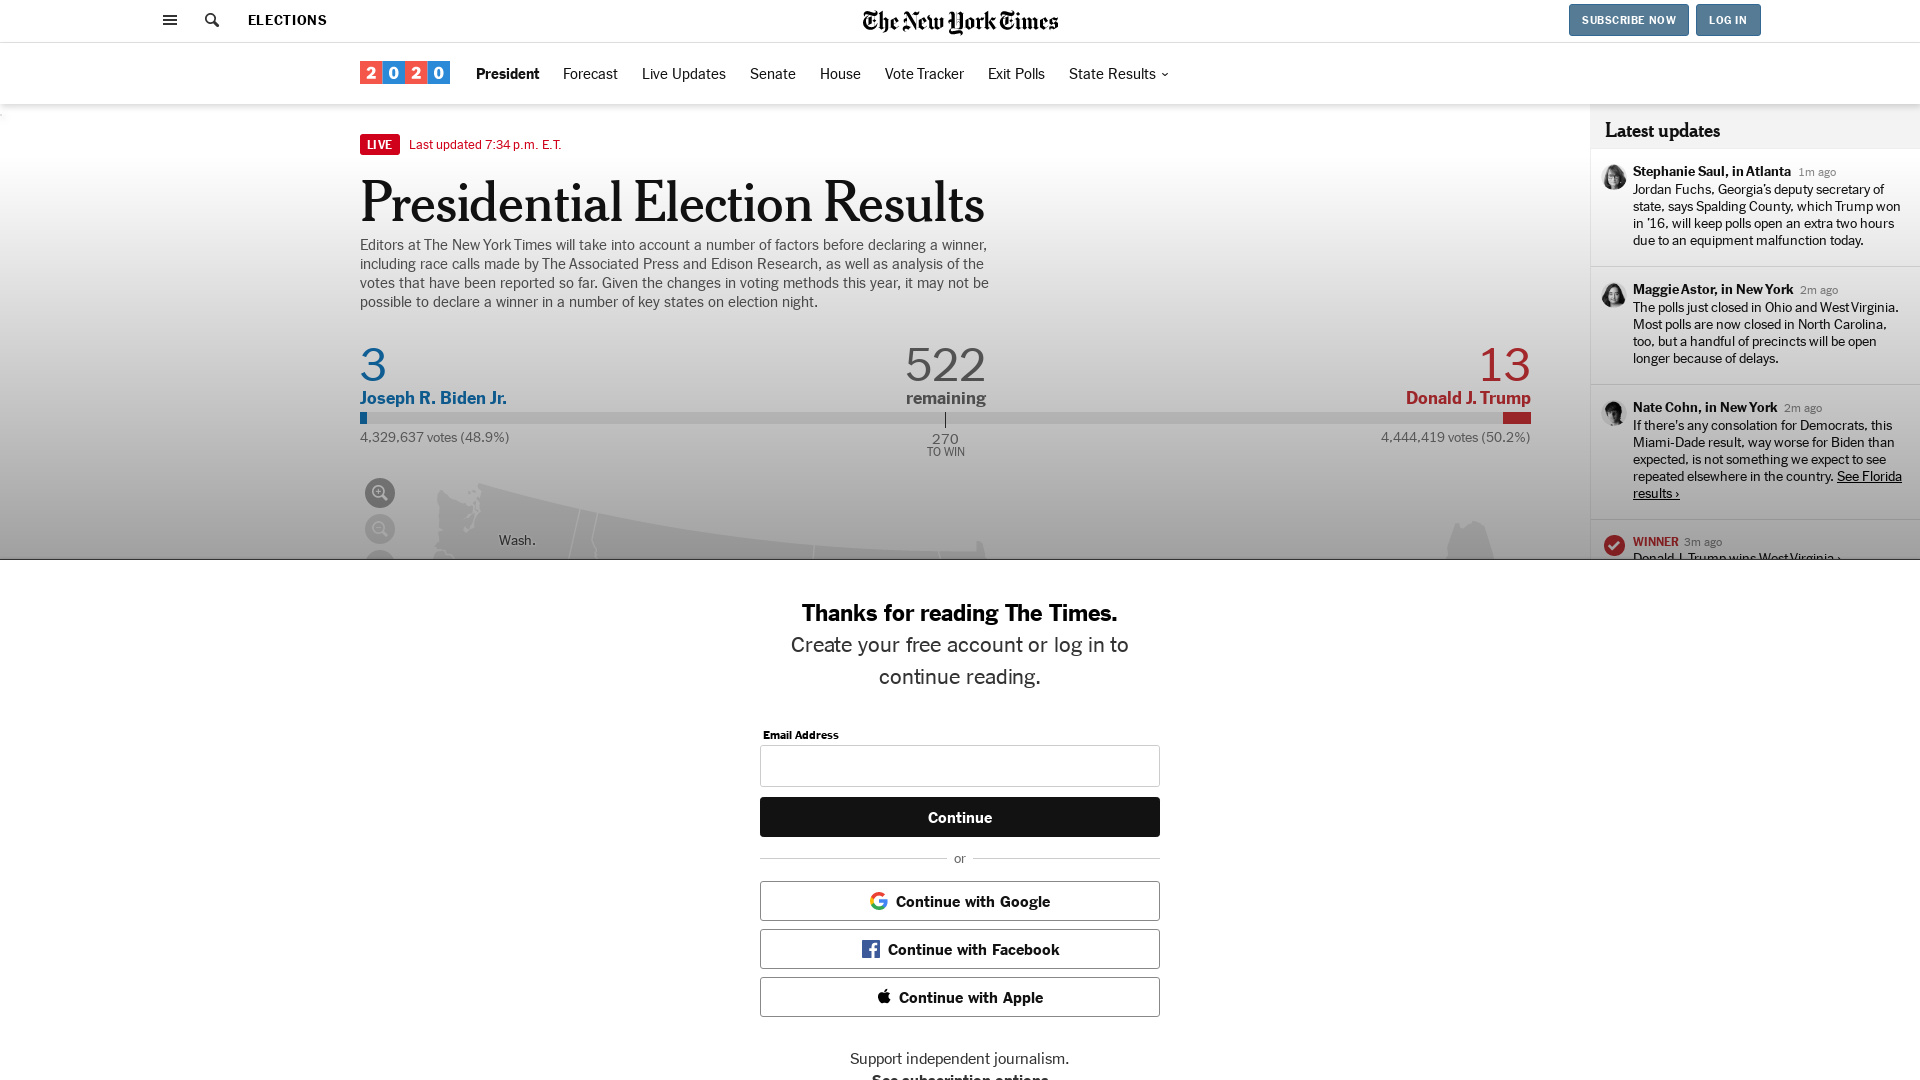 ELECTIONS
The New York Times
SUBSCRIBE NOW
LOG IN
2020
President
Forecast
Live Updates
Senate
House
Vote Tracker
Exit Polls
State Results
LIVE
Last updated 7:34 p.m. E.T.
Presidential Election Results
Editors at The New York Times will take into account a number of factors before declaring a winner,
including race calls made by The Associated Press and Edison Research, as well as analysis of the
votes that have been reported so far. Given the changes in voting methods this year, it may not be
possible to declare a winner in a number of key states on election night.
3
522
13
Joseph R. Biden Jr.
remaining
Donald J. Trump
4,329,637 votes (48.9%)
270
TO WIN
4,444,419 votes (50.2%)
Wash.
Latest updates
Stephanie Saul, in Atlanta 1m ago
Jordan Fuchs, Georgia’s deputy secretary of
state, says Spalding County, which Trump won
in ’16, will keep polls open an extra two hours
due to an equipment malfunction today.
Maggie Astor, in New York 2m ago
The polls just closed in Ohio and West Virginia.
Most polls are now closed in North Carolina,
too, but a handful of precincts will be open
longer because of delays.
Nate Cohn, in New York 2m ago
If there's any consolation for Democrats, this
Miami-Dade result, way worse for Biden than
expected, is not something we expect to see
repeated elsewhere in the country. See Florida
results ›
WINNER 3m ago
Donald J. Trump wins West Virginia ›
Thanks for reading The Times.
Create your free account or log in to
continue reading.
Email Address
Continue
or
Continue with Google
Continue with Facebook
Continue with Apple
Support independent journalism.
See subscription options.